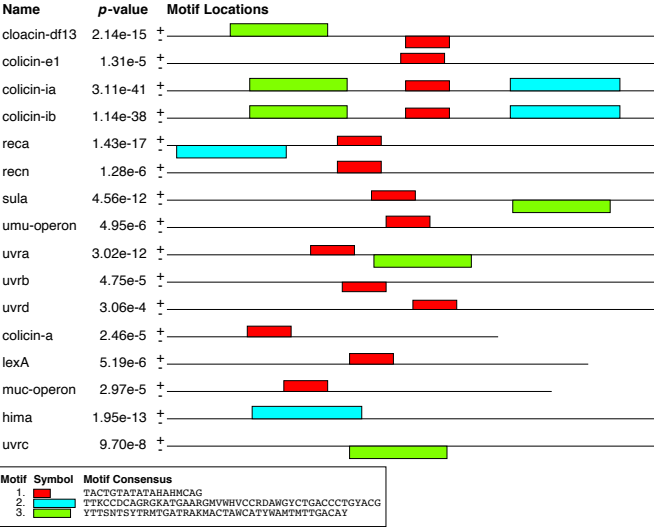 Name p-value Motif Locations
cloacin-df13 2.14e-15 + -
colicin-e1 1.31e-5 + -
colicin-ia 3.11e-41 + -
colicin-ib 1.14e-38 + -
reca 1.43e-17 + -
recn 1.28e-6 + -
sula 4.56e-12 + -
umu-operon 4.95e-6 + -
uvra 3.02e-12 + -
uvrb 4.75e-5 + -
uvrd 3.06e-4 + -
colicin-a 2.46e-5 + -
lexA 5.19e-6 + -
muc-operon 2.97e-5 + -
hima 1.95e-13 + -
uvrc 9.70e-8 + -
Motif Symbol Motif Consensus
1. TACTGTATATAHAHMCAG
2. TTKCCDCAGRGKATGAARGMVWHVCCRDAWGYCTGACCCTGYACG
3. YTTSNTSYTRMTGATRAKMACTAWCATYWAMTMTTGACAY